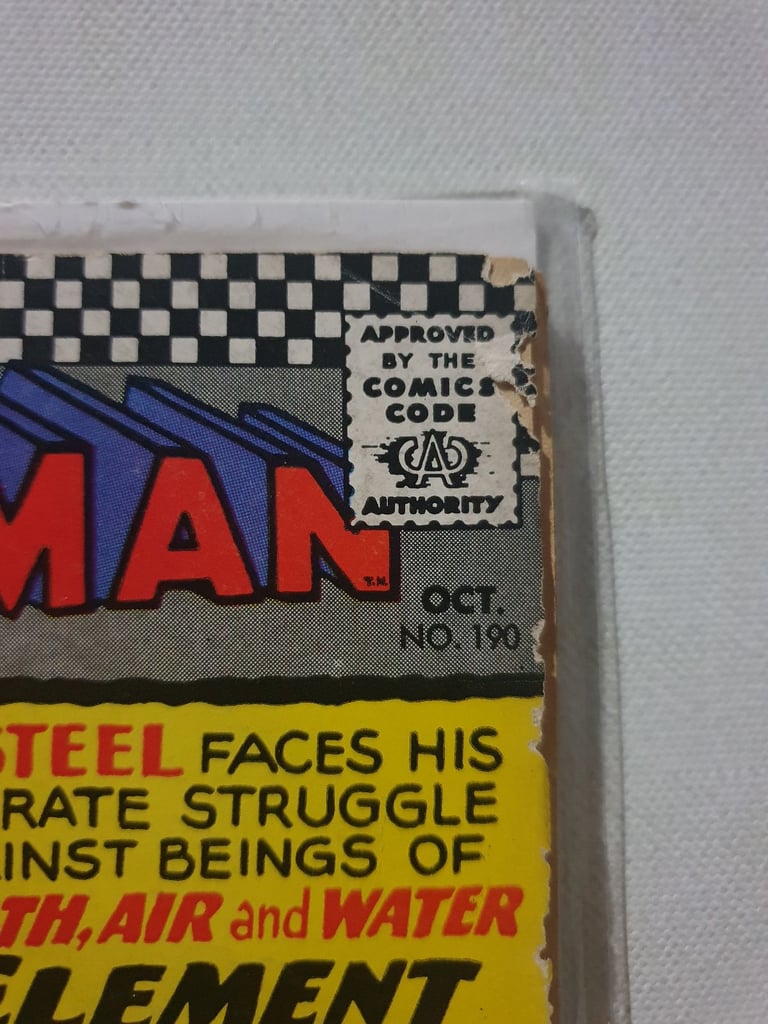 APPROVED
BY THE
COMICS
CODE
AUTHORITY
MAN
T.M.
OCT.
NO. 190
STEEL FACES HIS
RATE STRUGGLE
INST BEINGS OF
TH, AIR and WATER
ELEMENT